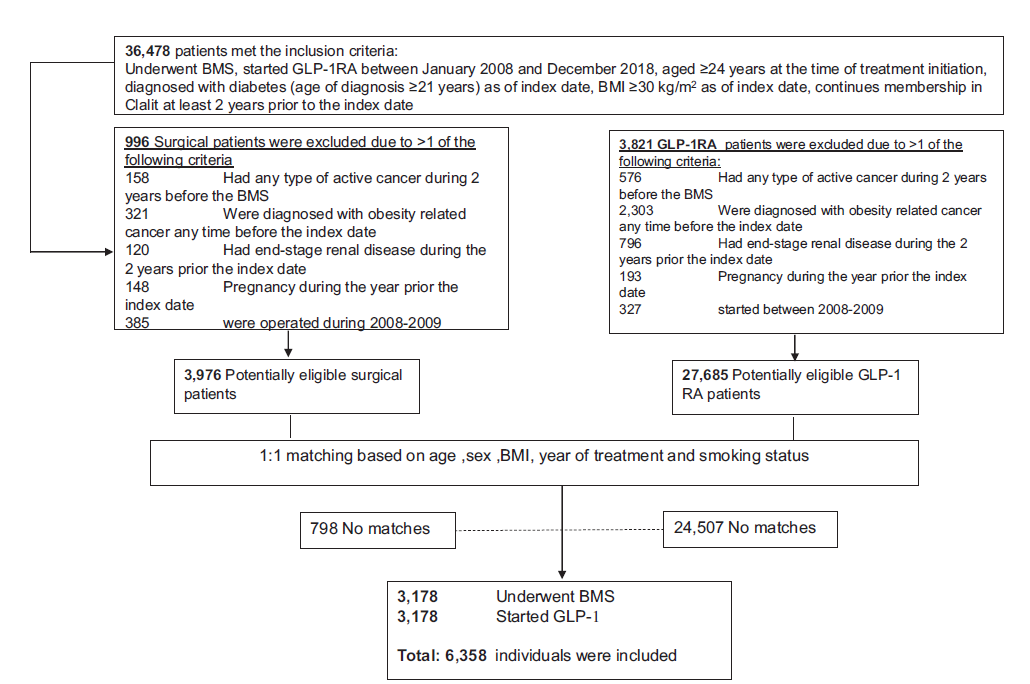 36,478 patients met the inclusion criteria:
Underwent BMS, started GLP-1RA between January 2008 and December 2018, aged ≥24 years at the time of treatment initiation,
diagnosed with diabetes (age of diagnosis ≥21 years) as of index date, BMI ≥30 kg/m² as of index date, continues membership in
Clalit at least 2 years prior to the index date
996 Surgical patients were excluded due to >1 of the
following criteria
158 Had any type of active cancer during 2
years before the BMS
321 Were diagnosed with obesity related
cancer any time before the index date
120 Had end-stage renal disease during the
2 years prior the index date
148 Pregnancy during the year prior the
index date
385 were operated during 2008-2009
3,821 GLP-1RA patients were excluded due to >1 of the
following criteria:
576 Had any type of active cancer during 2 years
before the BMS
2,303 Were diagnosed with obesity related cancer
any time before the index date
796 Had end-stage renal disease during the 2
years prior the index date
193 Pregnancy during the year prior the index
date
327 started between 2008-2009
3,976 Potentially eligible surgical
patients
27,685 Potentially eligible GLP-1
RA patients
1:1 matching based on age ,sex ,BMI, year of treatment and smoking status
798 No matches
24,507 No matches
3,178 Underwent BMS
3,178 Started GLP-1
Total: 6,358 individuals were included